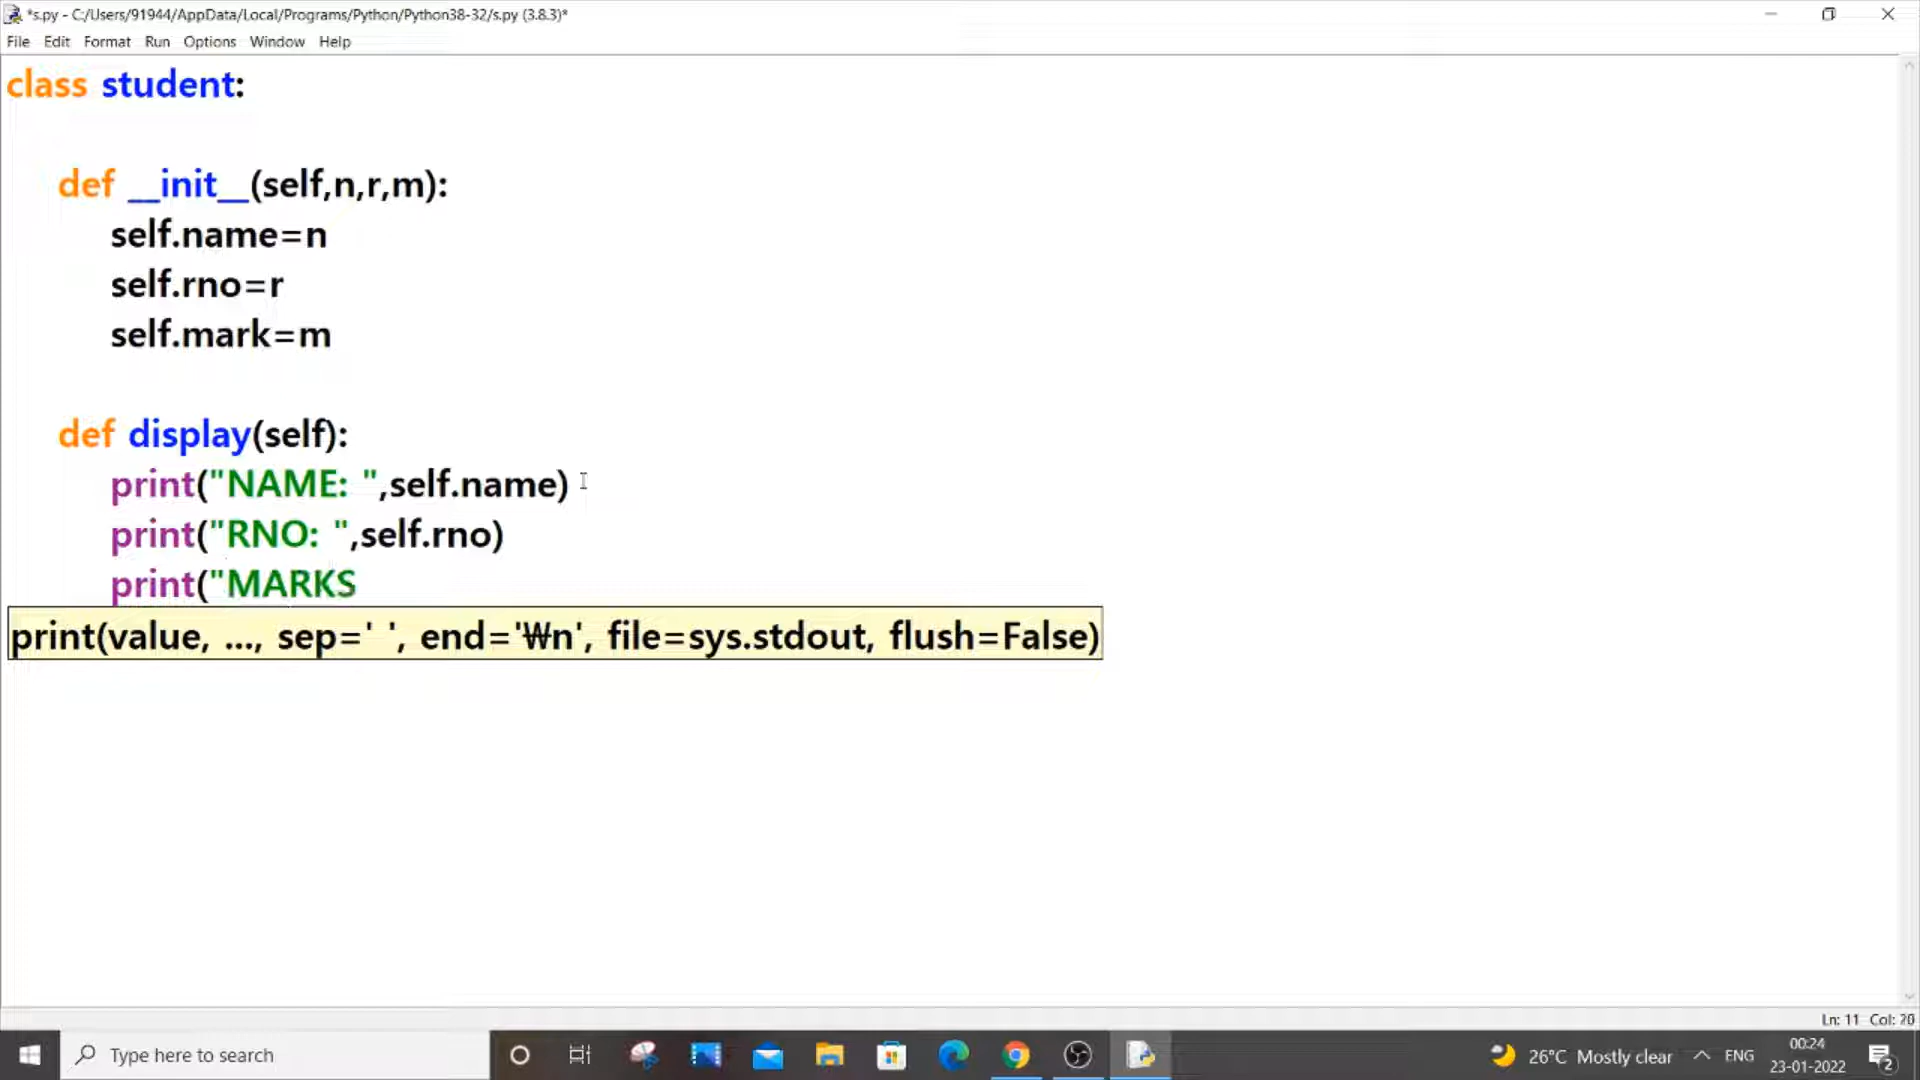 *s.py - C:/Users/91944/AppData/Local/Programs/Python/Python38-32/s.py (3.8.3)*
File Edit Format Run Options Window Help
class student:
def __init__(self,n,r,m):
self.name=n
self.rno=r
self.mark=m
def display(self):
print("NAME: ",self.name)
print("RNO: ",self.rno)
print("MARKS
print(value, ..., sep=' ', end='₩n', file=sys.stdout, flush=False)
Ln: 11 Col: 20
Type here to search
26°C Mostly clear
ENG
00:24
23-01-2022
2